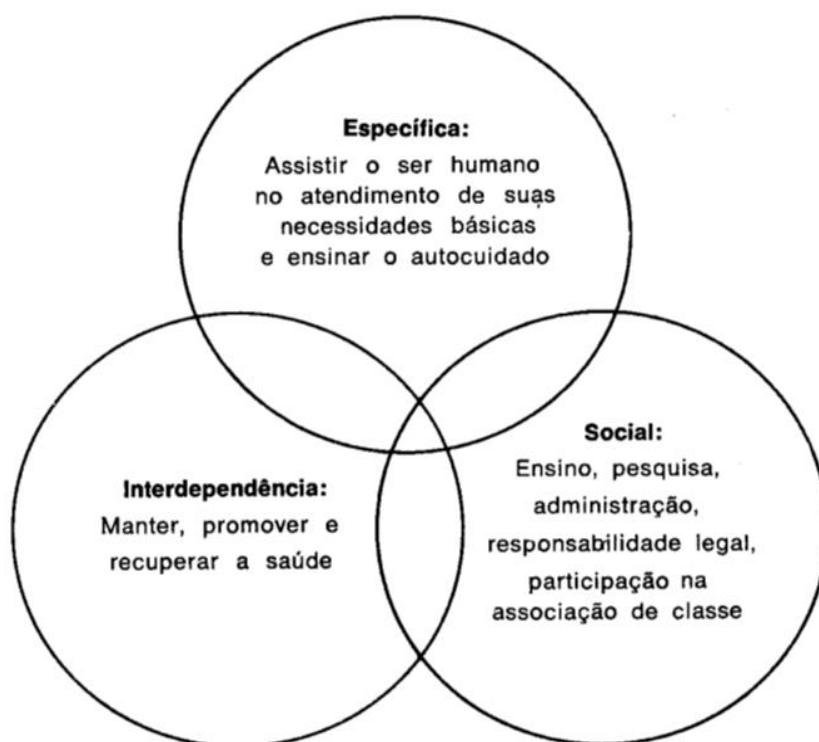 Específica:
Assistir o ser humano
no atendimento de suas
necessidades básicas
e ensinar o autocuidado
Interdependência:
Manter, promover e
recuperar a saúde
Social:
Ensino, pesquisa,
administração,
responsabilidade legal,
participação na
associação de classe